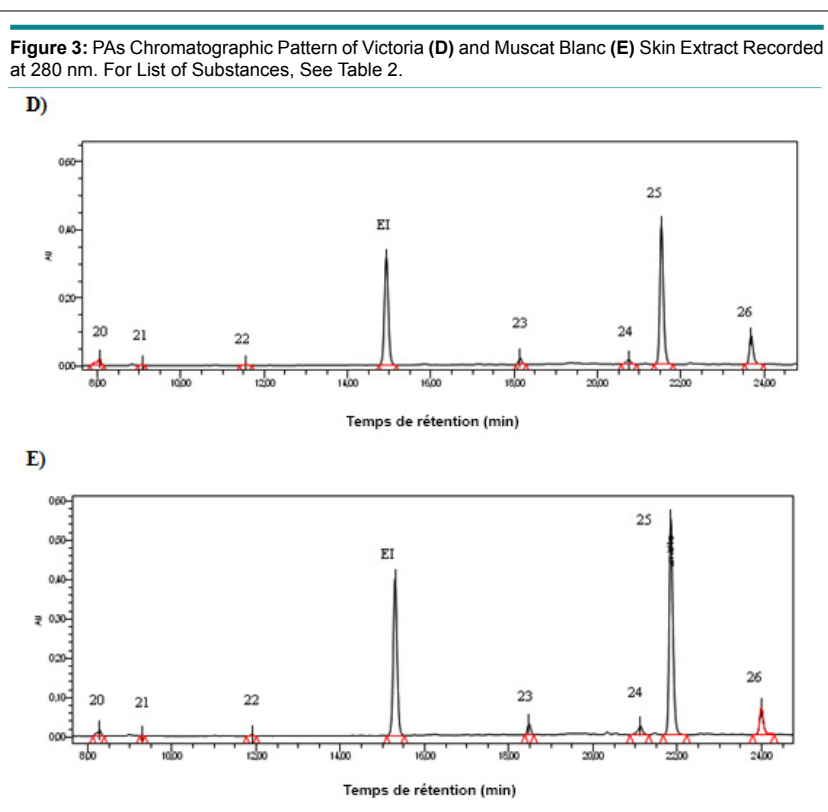 Figure 3: PAs Chromatographic Pattern of Victoria (D) and Muscat Blanc (E) Skin Extract Recorded
at 280 nm. For List of Substances, See Table 2.
D)
0,60
0,40
0,20
0,00
AU
20
21
22
EI
23
24
25
26
8,00 10,00 12,00 14,00 16,00 18,00 20,00 22,00 24,00
Temps de rétention (min)
E)
0,60
0,50
0,40
0,30
0,20
0,10
0,00
AU
20
21
22
EI
23
24
25
26
8,00 10,00 12,00 14,00 16,00 18,00 20,00 22,00 24,00
Temps de rétention (min)